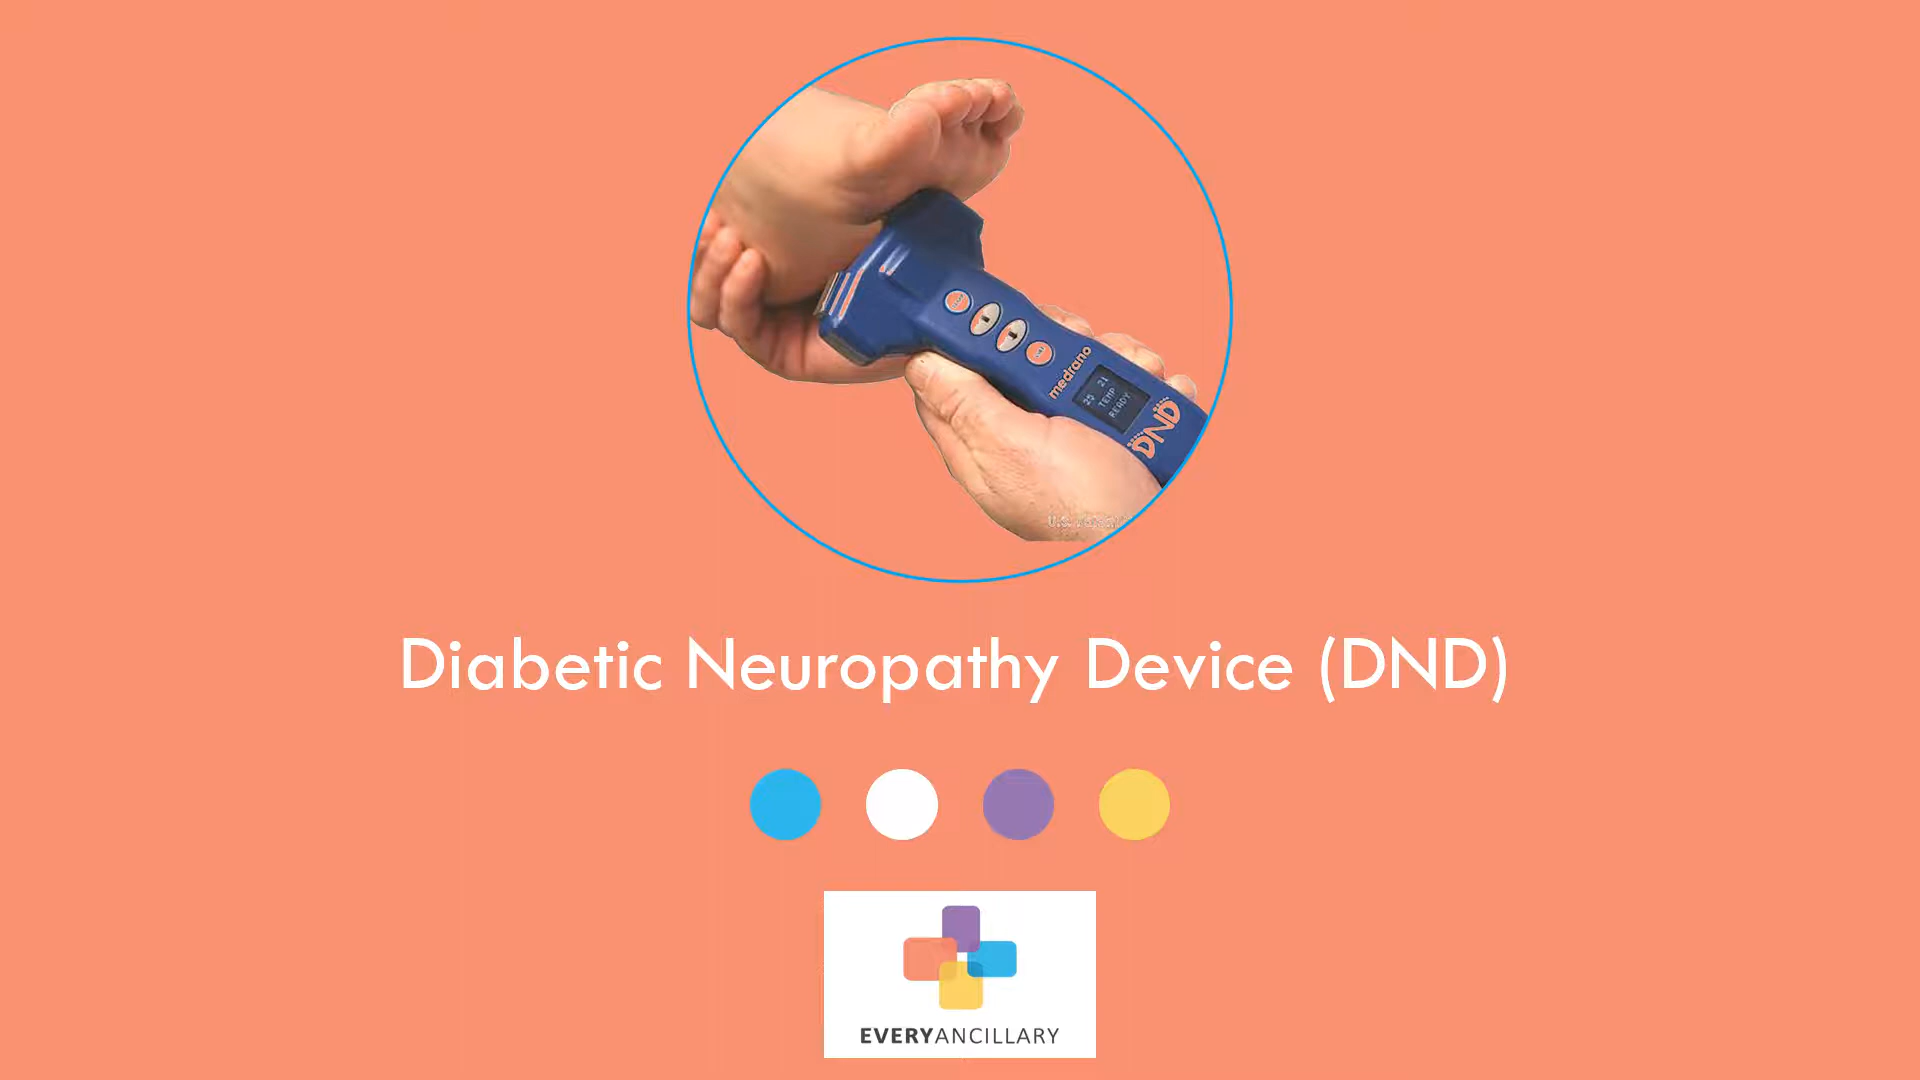 medrano
25 21
TEMP
READY
DND
Diabetic Neuropathy Device (DND)
EVERYANCILLARY